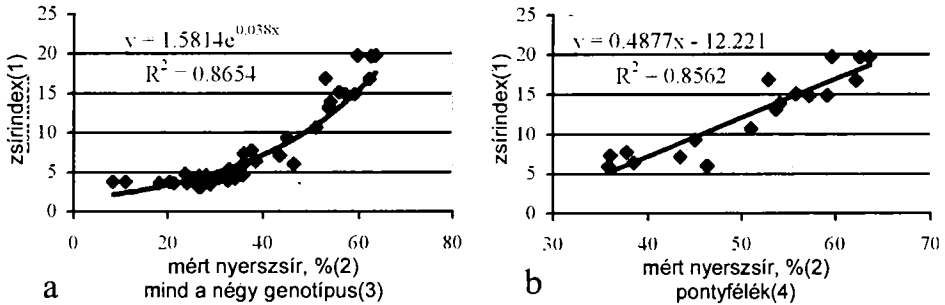 25
20
15
10
5
0
zsírindex(1)
y = 1.5814e^0.038x
R² = 0.8654
0 20 40 60 80
mért nyerszsír, %(2)
a mind a négy genotípus(3)
25
20
15
10
5
0
zsírindex(1)
y = 0.4877x - 12.221
R² = 0.8562
30 40 50 60 70
mért nyerszsír, %(2)
b pontyfélék(4)